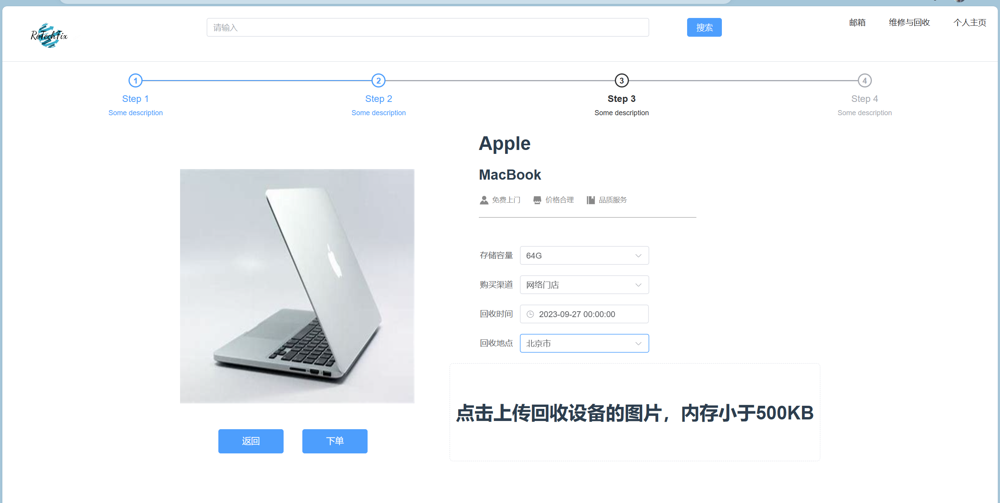 ReTechFix
请输入
搜索
邮箱
维修与回收
个人主页
1
2
3
4
Step 1
Step 2
Step 3
Step 4
Some description
Some description
Some description
Some description
Apple
MacBook
免费上门
价格合理
品质服务
存储容量 64G
购买渠道 网络门店
回收时间 2023-09-27 00:00:00
回收地点 北京市
点击上传回收设备的图片，内存小于500KB
返回
下单